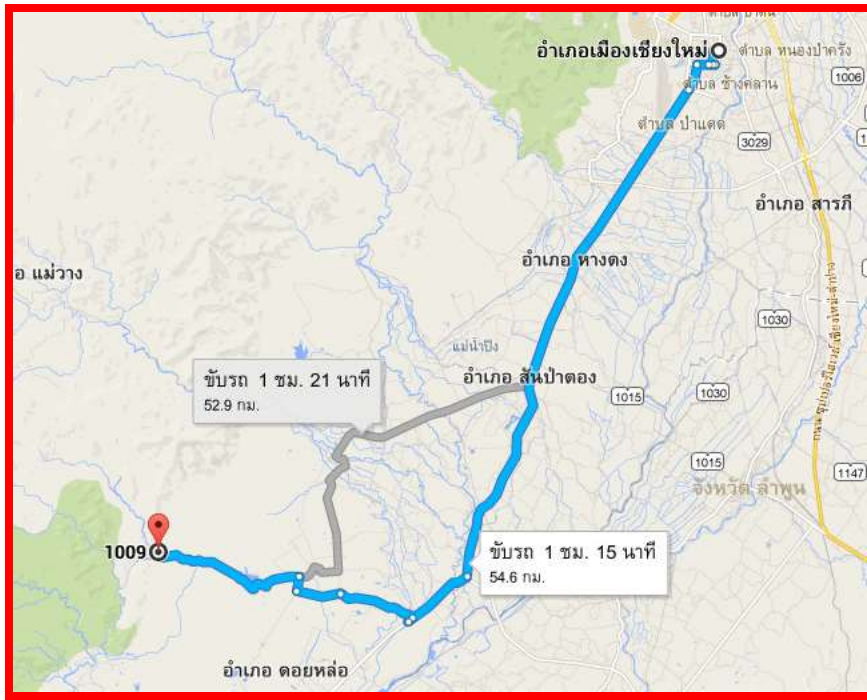 อำเภอเมืองเชียงใหม่
ตำบล หนองป่าครั่ง
1006
ตำบล ช้างคลาน
ตำบล ป่าแดด
3029
อำเภอ สารภี
อำเภอ หางดง
อ แม่วาง
1030
แม่น้ำปิง
ขับรถ 1 ชม. 21 นาที
52.9 กม.
อำเภอ สันป่าตอง
1015
1030
1015
1147
จังหวัด ลำพูน
1009
ขับรถ 1 ชม. 15 นาที
54.6 กม.
อำเภอ ดอยหล่อ